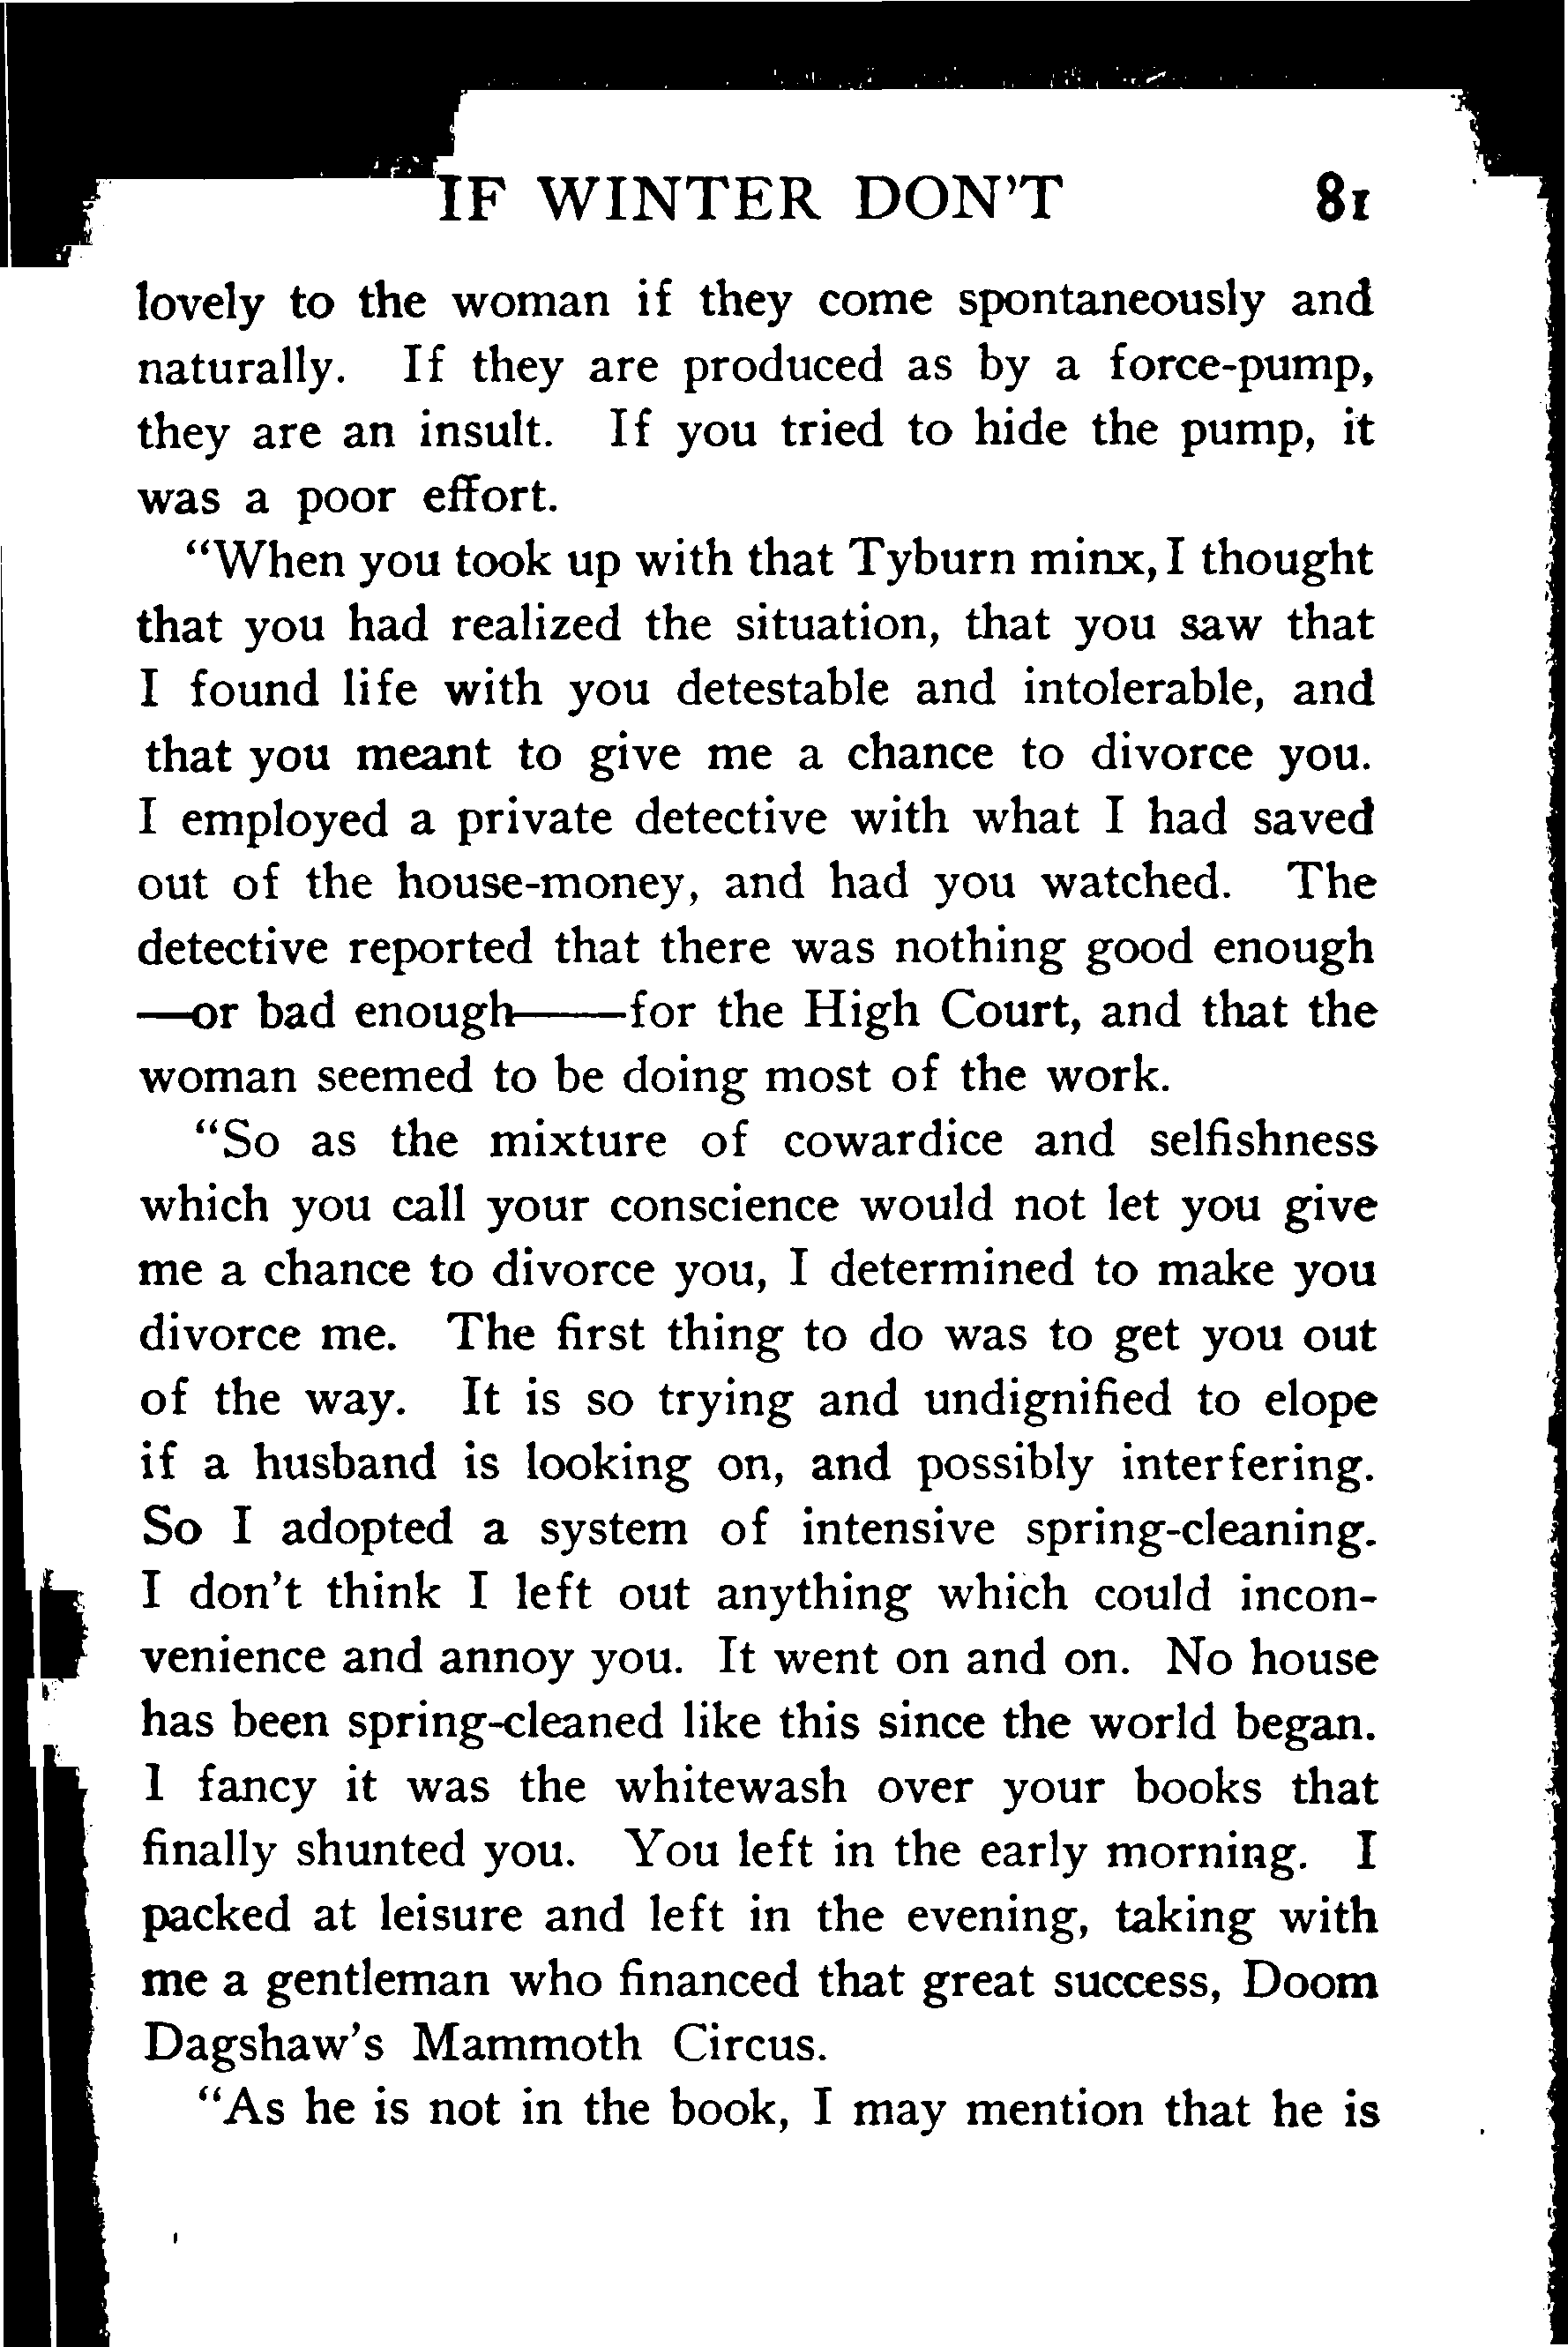 IF WINTER DON'T 81
lovely to the woman if they come spontaneously and
naturally. If they are produced as by a force-pump,
they are an insult. If you tried to hide the pump, it
was a poor effort.
"When you took up with that Tyburn minx, I thought
that you had realized the situation, that you saw that
I found life with you detestable and intolerable, and
that you meant to give me a chance to divorce you.
I employed a private detective with what I had saved
out of the house-money, and had you watched. The
detective reported that there was nothing good enough
—or bad enough——for the High Court, and that the
woman seemed to be doing most of the work.
"So as the mixture of cowardice and selfishness
which you call your conscience would not let you give
me a chance to divorce you, I determined to make you
divorce me. The first thing to do was to get you out
of the way. It is so trying and undignified to elope
if a husband is looking on, and possibly interfering.
So I adopted a system of intensive spring-cleaning.
I don't think I left out anything which could incon-
venience and annoy you. It went on and on. No house
has been spring-cleaned like this since the world began.
I fancy it was the whitewash over your books that
finally shunted you. You left in the early morning. I
packed at leisure and left in the evening, taking with
me a gentleman who financed that great success, Doom
Dagshaw's Mammoth Circus.
"As he is not in the book, I may mention that he is